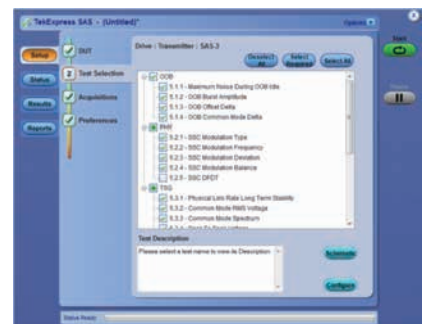 TekExpress SAS - (Untitled)*
Options
Start
Setup
Status
Results
Reports
DUT
2 Test Selection
Acquisitions
Preferences
Drive : Transmitter : SAS-3
Deselect All
Select Required
Select All
OOB
5.1.1 - Maximum Noise During OOB Idle
5.1.2 - OOB Burst Amplitude
5.1.3 - OOB Offset Delta
5.1.4 - OOB Common Mode Delta
5.2.1 - SSC Modulation Type
5.2.2 - SSC Modulation Frequency
5.2.3 - SSC Modulation Deviation
5.2.4 - SSC Modulation Balance
5.2.5 - SSC DFDT
TSG
5.3.1 - Physical Link Rate Long Term Stability
5.3.2 - Common Mode RMS Voltage
5.3.3 - Common Mode Spectrum
Test Description
Please select a test name to view its Description
Schematic
Configure
Status Ready